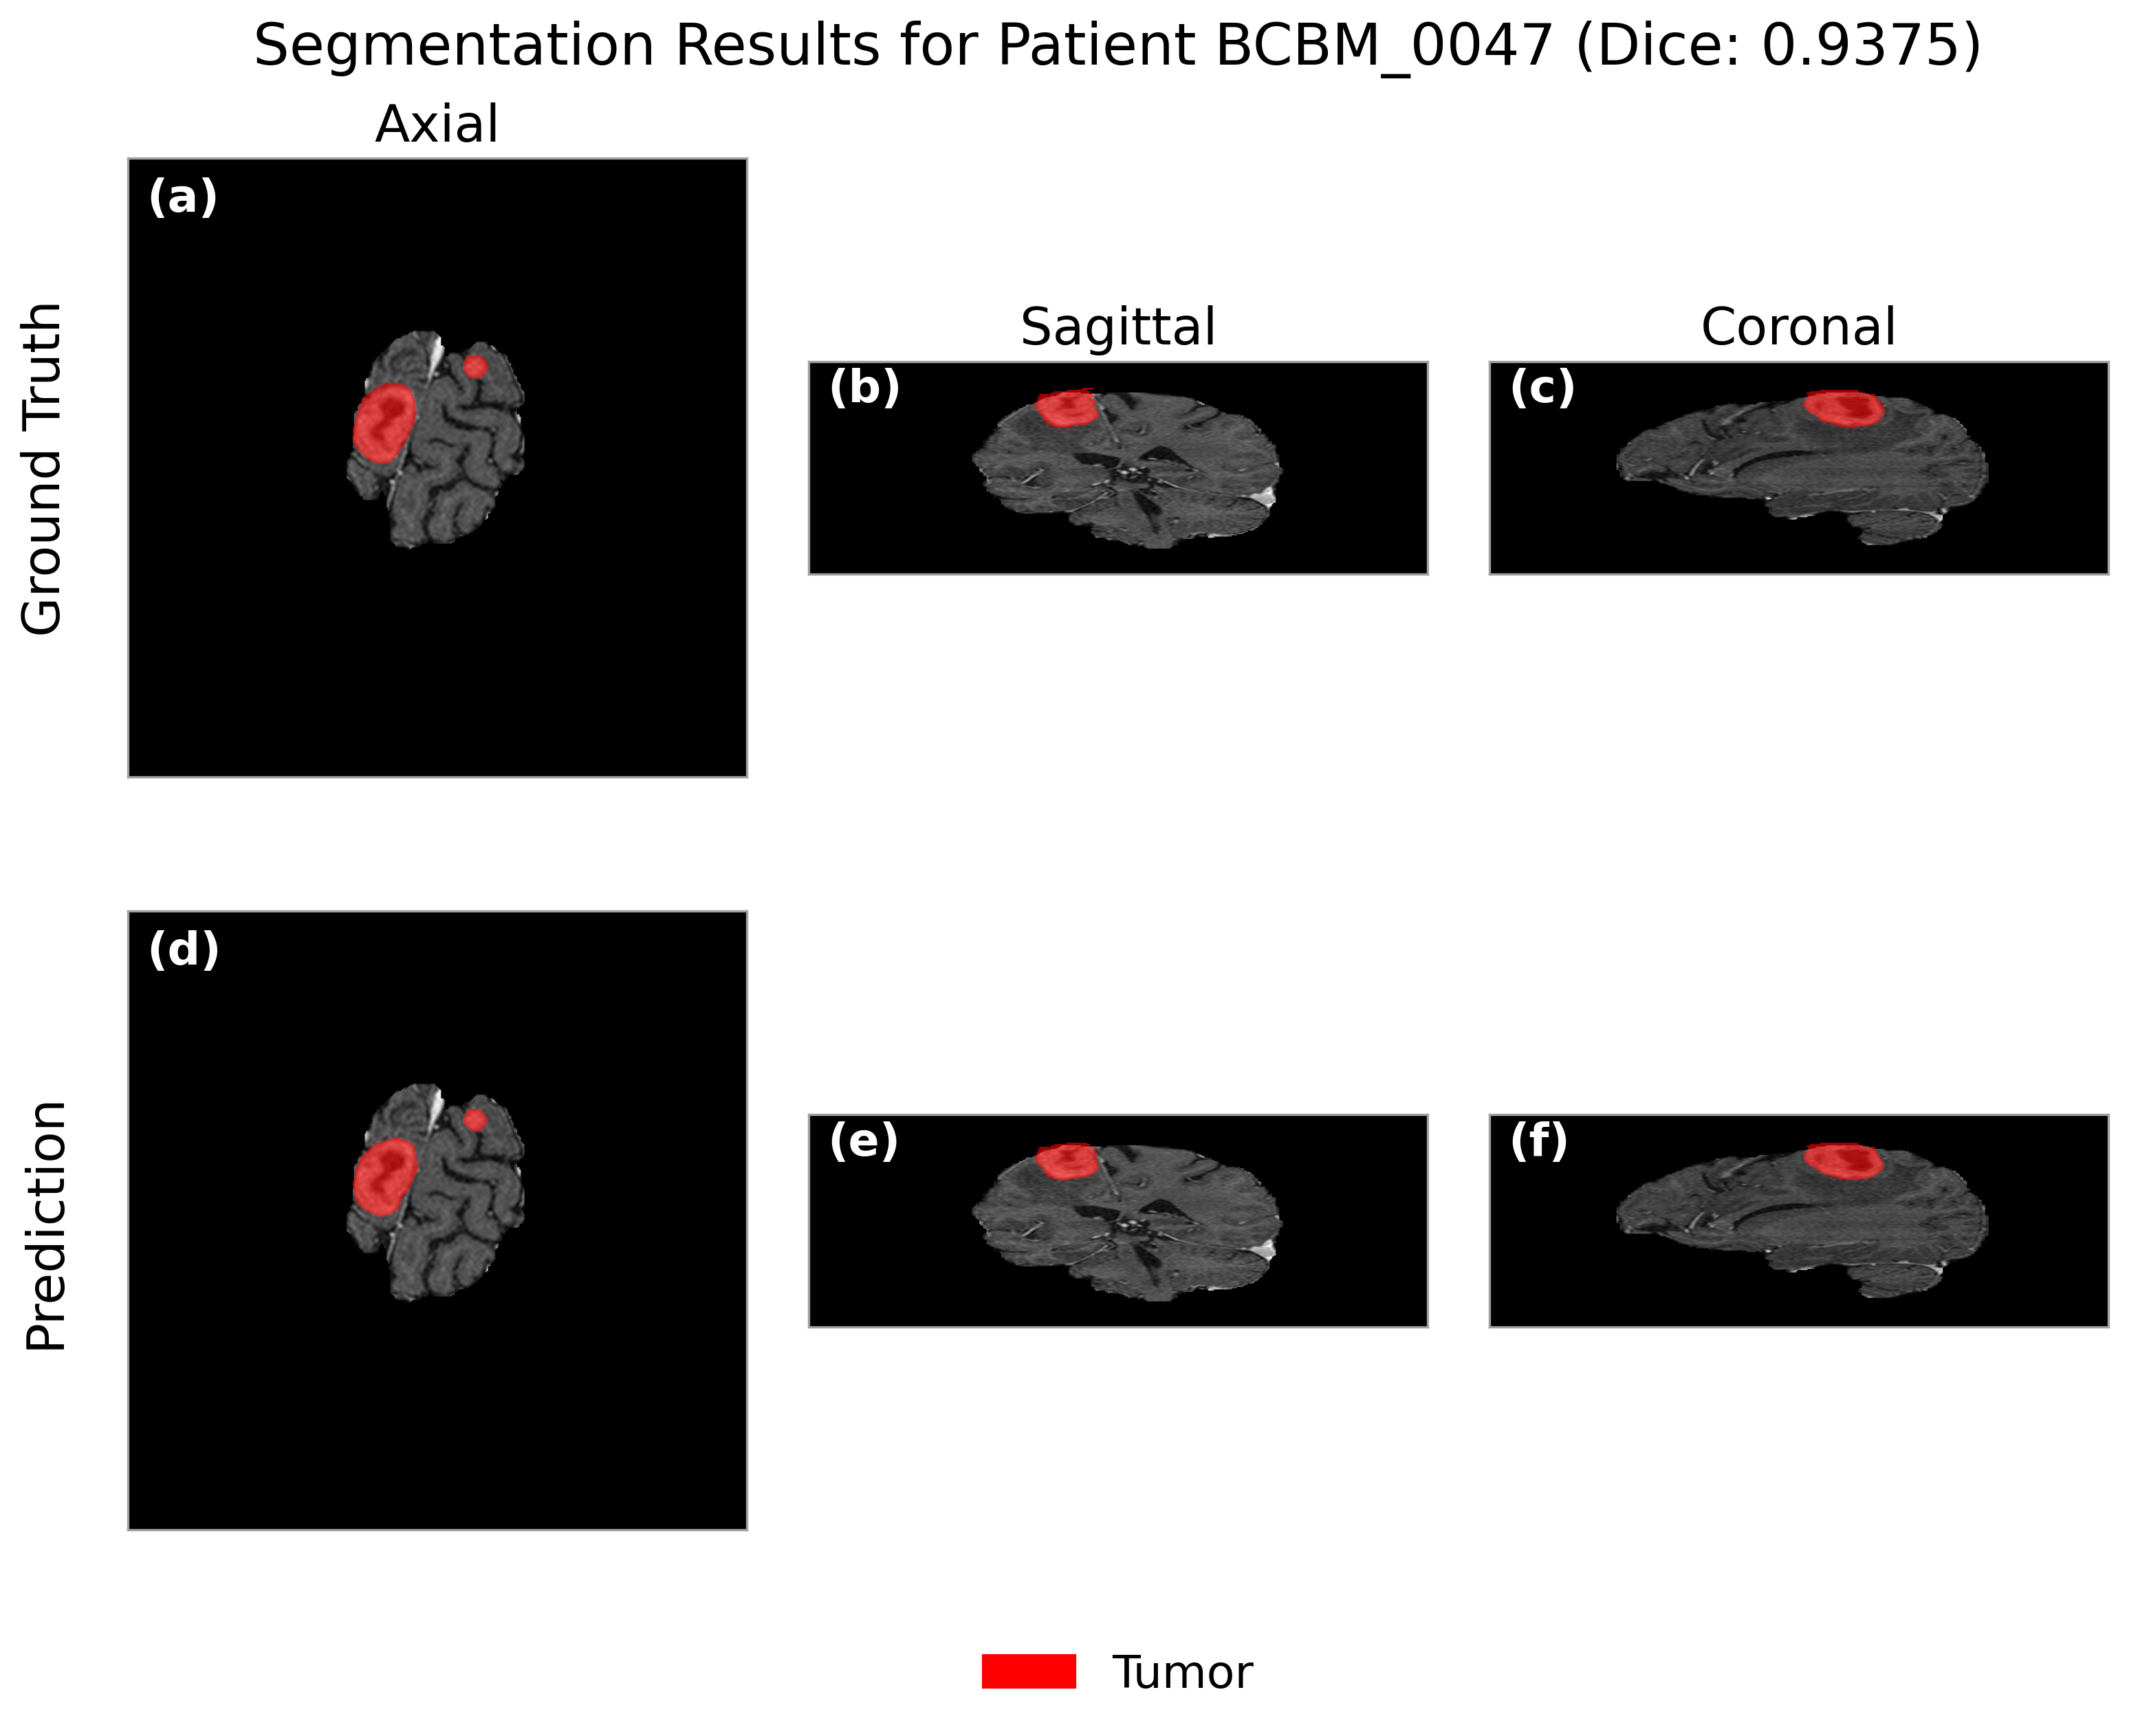 Segmentation Results for Patient BCBM_0047 (Dice: 0.9375)
Axial
Sagittal
Coronal
Ground Truth
(a)
(b)
(c)
Prediction
(d)
(e)
(f)
Tumor